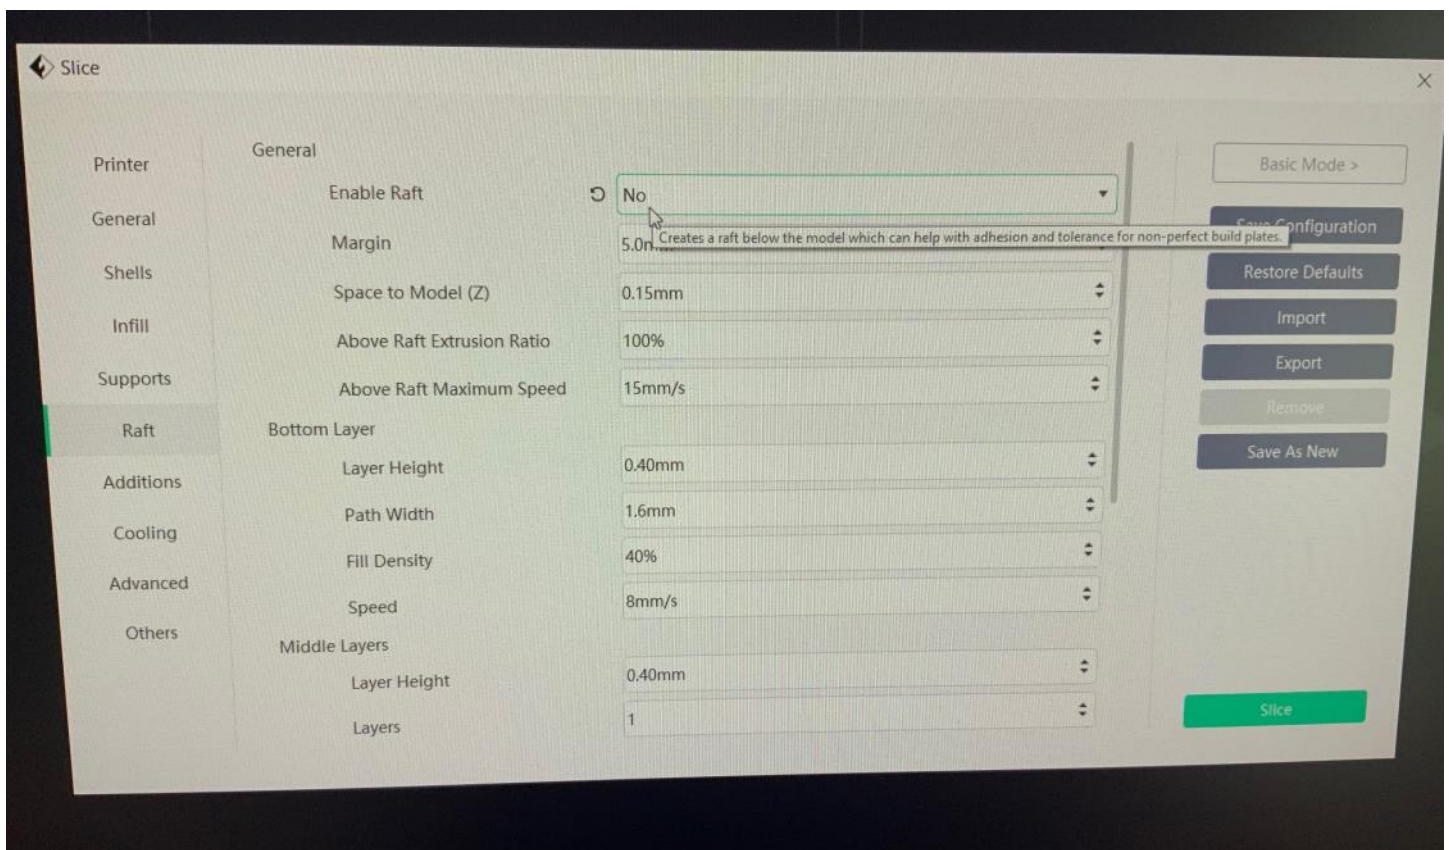 Slice
Printer
General
Shells
Infill
Supports
Raft
Additions
Cooling
Advanced
Others
General
Enable Raft No
Creates a raft below the model which can help with adhesion and tolerance for non-perfect build plates.
Margin
Space to Model (Z) 0.15mm
Above Raft Extrusion Ratio 100%
Above Raft Maximum Speed 15mm/s
Bottom Layer
Layer Height 0.40mm
Path Width 1.6mm
Fill Density 40%
Speed 8mm/s
Middle Layers
Layer Height 0.40mm
Layers 1
Basic Mode >
Save Configuration
Restore Defaults
Import
Export
Remove
Save As New
Slice